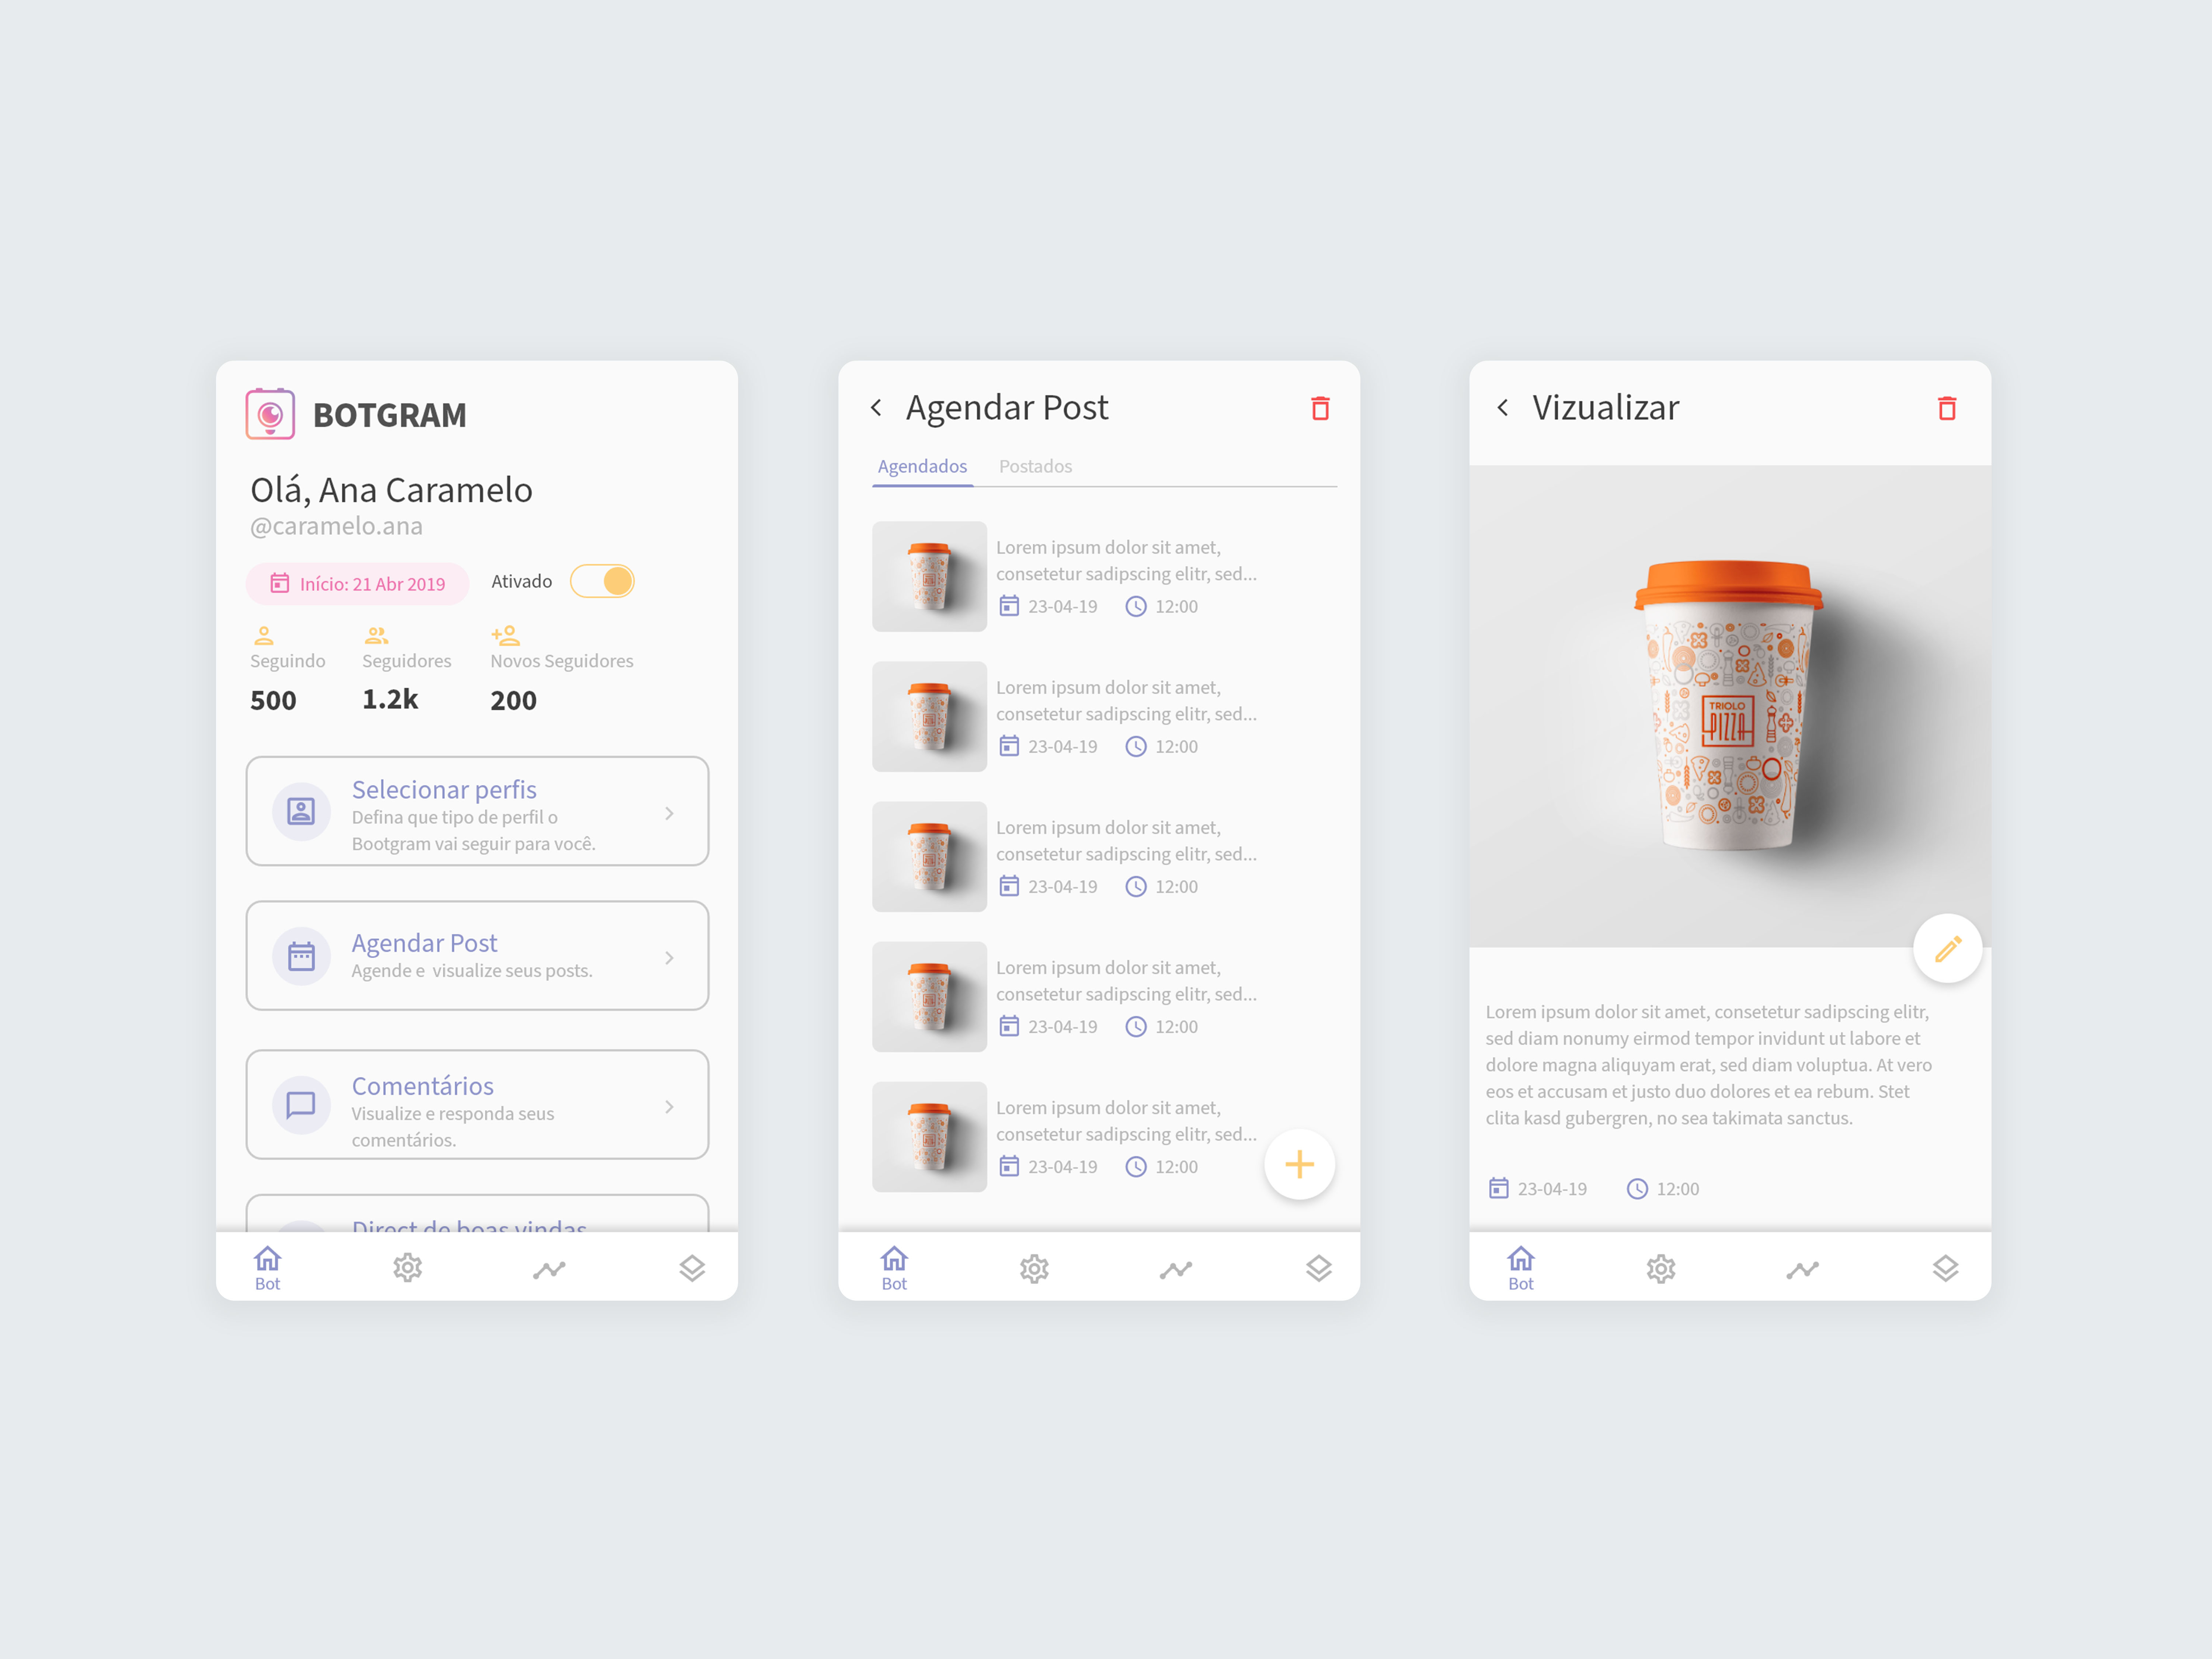 BOTGRAM
Olá, Ana Caramelo
@caramelo.ana
Início: 21 Abr 2019
Ativado
Seguindo
Seguidores
Novos Seguidores
500
1.2k
200
Selecionar perfis
Defina que tipo de perfil o
Bootgram vai seguir para você.
Agendar Post
Agende e visualize seus posts.
Comentários
Visualize e responda seus
comentários.
Direct de boas vindas
Bot
Agendar Post
Agendados
Postados
Lorem ipsum dolor sit amet,
consetetur sadipscing elitr, sed...
23-04-19
12:00
Lorem ipsum dolor sit amet,
consetetur sadipscing elitr, sed...
23-04-19
12:00
Lorem ipsum dolor sit amet,
consetetur sadipscing elitr, sed...
23-04-19
12:00
Lorem ipsum dolor sit amet,
consetetur sadipscing elitr, sed...
23-04-19
12:00
Lorem ipsum dolor sit amet,
consetetur sadipscing elitr, sed...
23-04-19
12:00
Bot
Vizualizar
TRIOLO
PIZZA
Lorem ipsum dolor sit amet, consetetur sadipscing elitr,
sed diam nonumy eirmod tempor invidunt ut labore et
dolore magna aliquyam erat, sed diam voluptua. At vero
eos et accusam et justo duo dolores et ea rebum. Stet
clita kasd gubergren, no sea takimata sanctus.
23-04-19
12:00
Bot